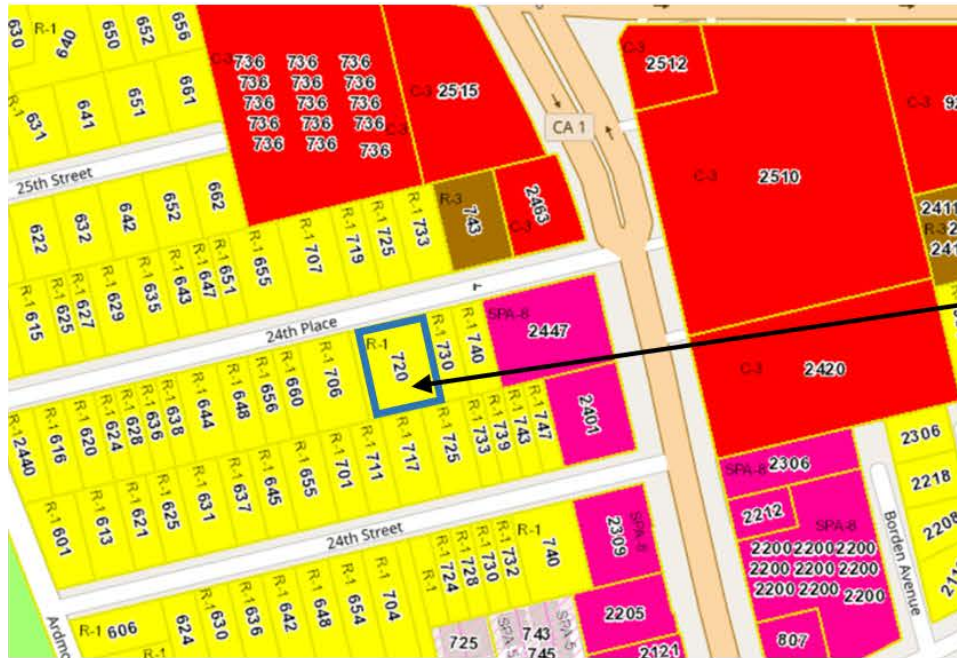 630
R-1
640
650
652
656
R-1
631
641
651
661
25th Street
622
632
642
652
662
C-3
736 736 736
736 736 736
736 736 736
736 736 736
736 736 736
C-3
C-3
2515
CA 1
C-3
2512
C-3
2510
C-3
2411
R-3
R-1 615
R-1 625
R-1 627
R-1 629
R-1 635
R-1 643
R-1 647
R-1 651
R-1 655
R-1 707
R-1 719
R-1 725
R-1 733
R-3
743
2463
C-3
24th Place
R-1
720
R-1 730
R-1 740
SPA-8
2447
C-3
2420
R-1 2440
R-1 616
R-1 620
R-1 624
R-1 628
R-1 636
R-1 638
R-1 644
R-1 648
R-1 656
R-1 660
R-1 706
R-1 601
R-1 613
R-1 621
R-1 625
R-1 631
R-1 637
R-1 645
R-1 655
R-1 701
R-1 711
R-1 717
R-1 725
R-1 733
R-1 739
R-1 743
R-1 747
2401
24th Street
SPA-8 2306
2212
SPA-8
2200 2200 2200
2200 2200 2200
2200 2200 2200
807
Borden Avenue
2306
2218
2208
R-1 606
R-1
624
R-1 630
R-1 636
R-1 642
R-1 648
R-1 654
R-1 704
R-1
R-1 724
R-1 728
R-1 730
R-1 732
R-1
740
2309
SPA-8
2205
2121
725
SPA-5
743
745
SPA-5